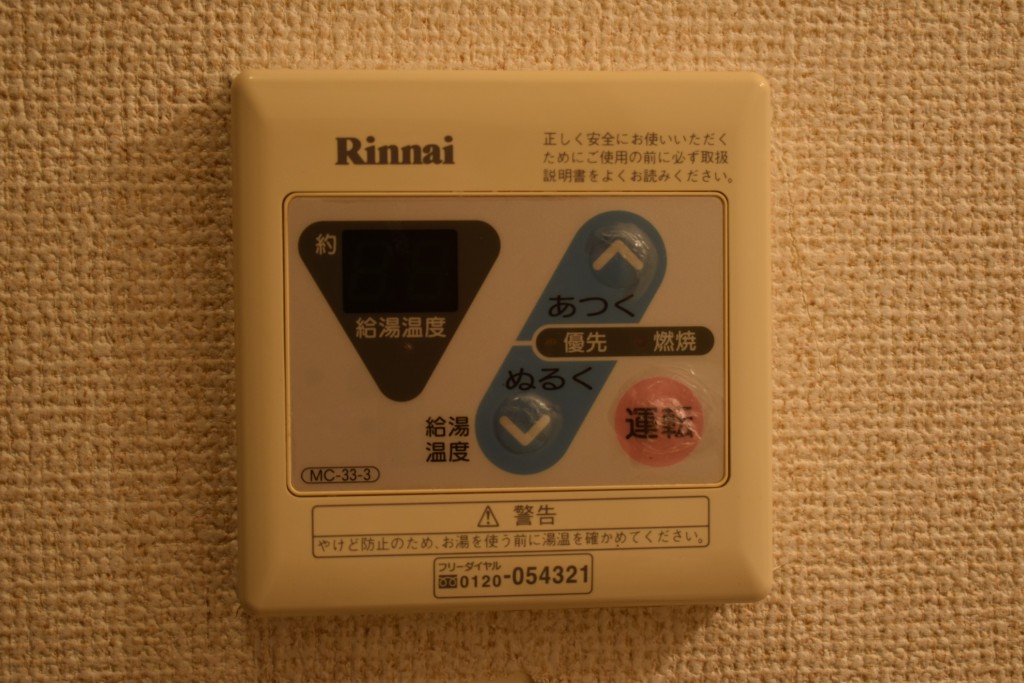 Rinnai
正しく安全にお使いいただく
ためにご使用の前に必ず取扱
説明書をよくお読みください。
約
給湯温度
あつく
優先 燃焼
ぬるく
給湯
温度
運転
MC-33-3
⚠ 警告
やけど防止のため、お湯を使う前に湯温を確かめてください。
フリーダイヤル
0120-054321